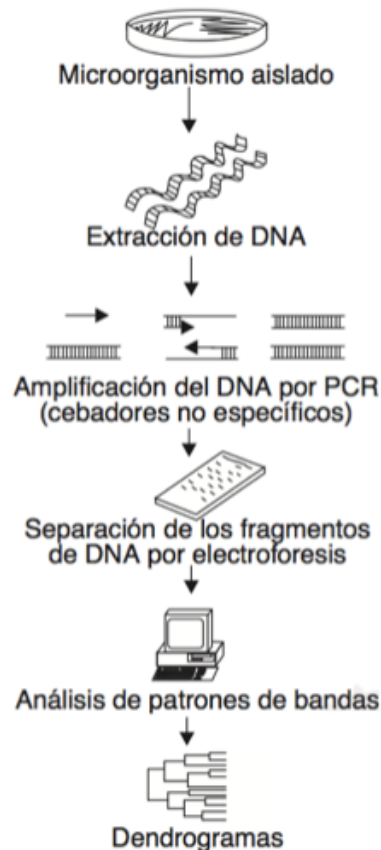 Microorganismo aislado
Extracción de DNA
Amplificación del DNA por PCR
(cebadores no específicos)
Separación de los fragmentos
de DNA por electroforesis
Análisis de patrones de bandas
Dendrogramas